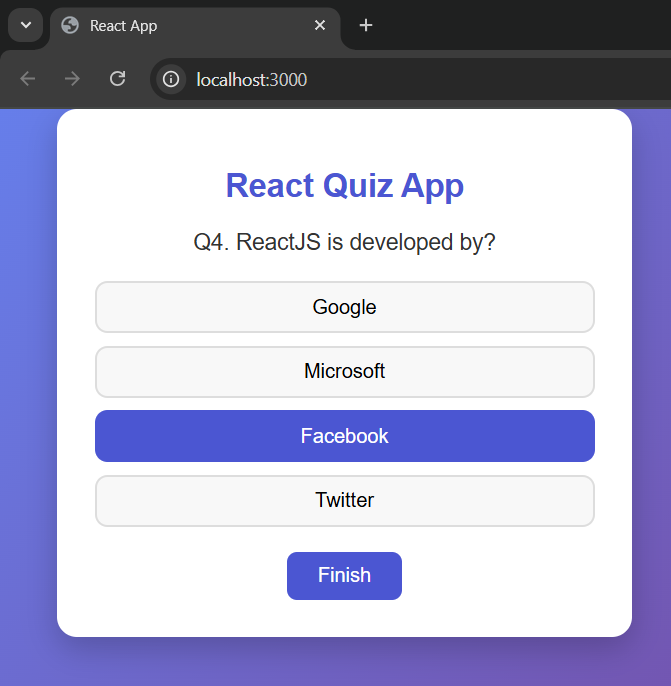 React App
localhost:3000
React Quiz App
Q4. ReactJS is developed by?
Google
Microsoft
Facebook
Twitter
Finish